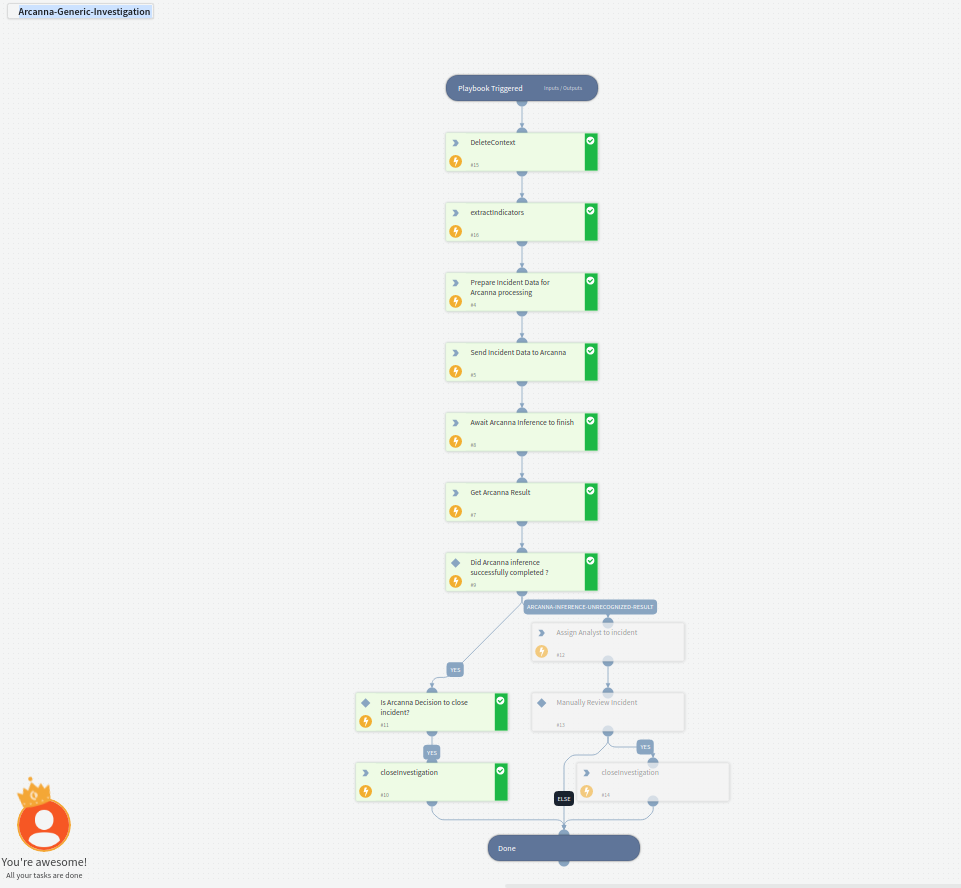 Arcanna-Generic-Investigation
Playbook Triggered
Inputs / Outputs
DeleteContext
#15
extractIndicators
#16
Prepare Incident Data for
Arcanna processing
#4
Send Incident Data to Arcanna
#5
Await Arcanna Inference to finish
Get Arcanna Result
#7
Did Arcanna inference
successfully completed ?
#9
ARCANNA-INFERENCE-UNRECOGNIZED-RESULT
Assign Analyst to incident
#12
YES
Is Arcanna Decision to close
incident?
#11
Manually Review Incident
#13
YES
YES
closeInvestigation
#10
closeInvestigation
#14
ELSE
Done
You're awesome!
All your tasks are done